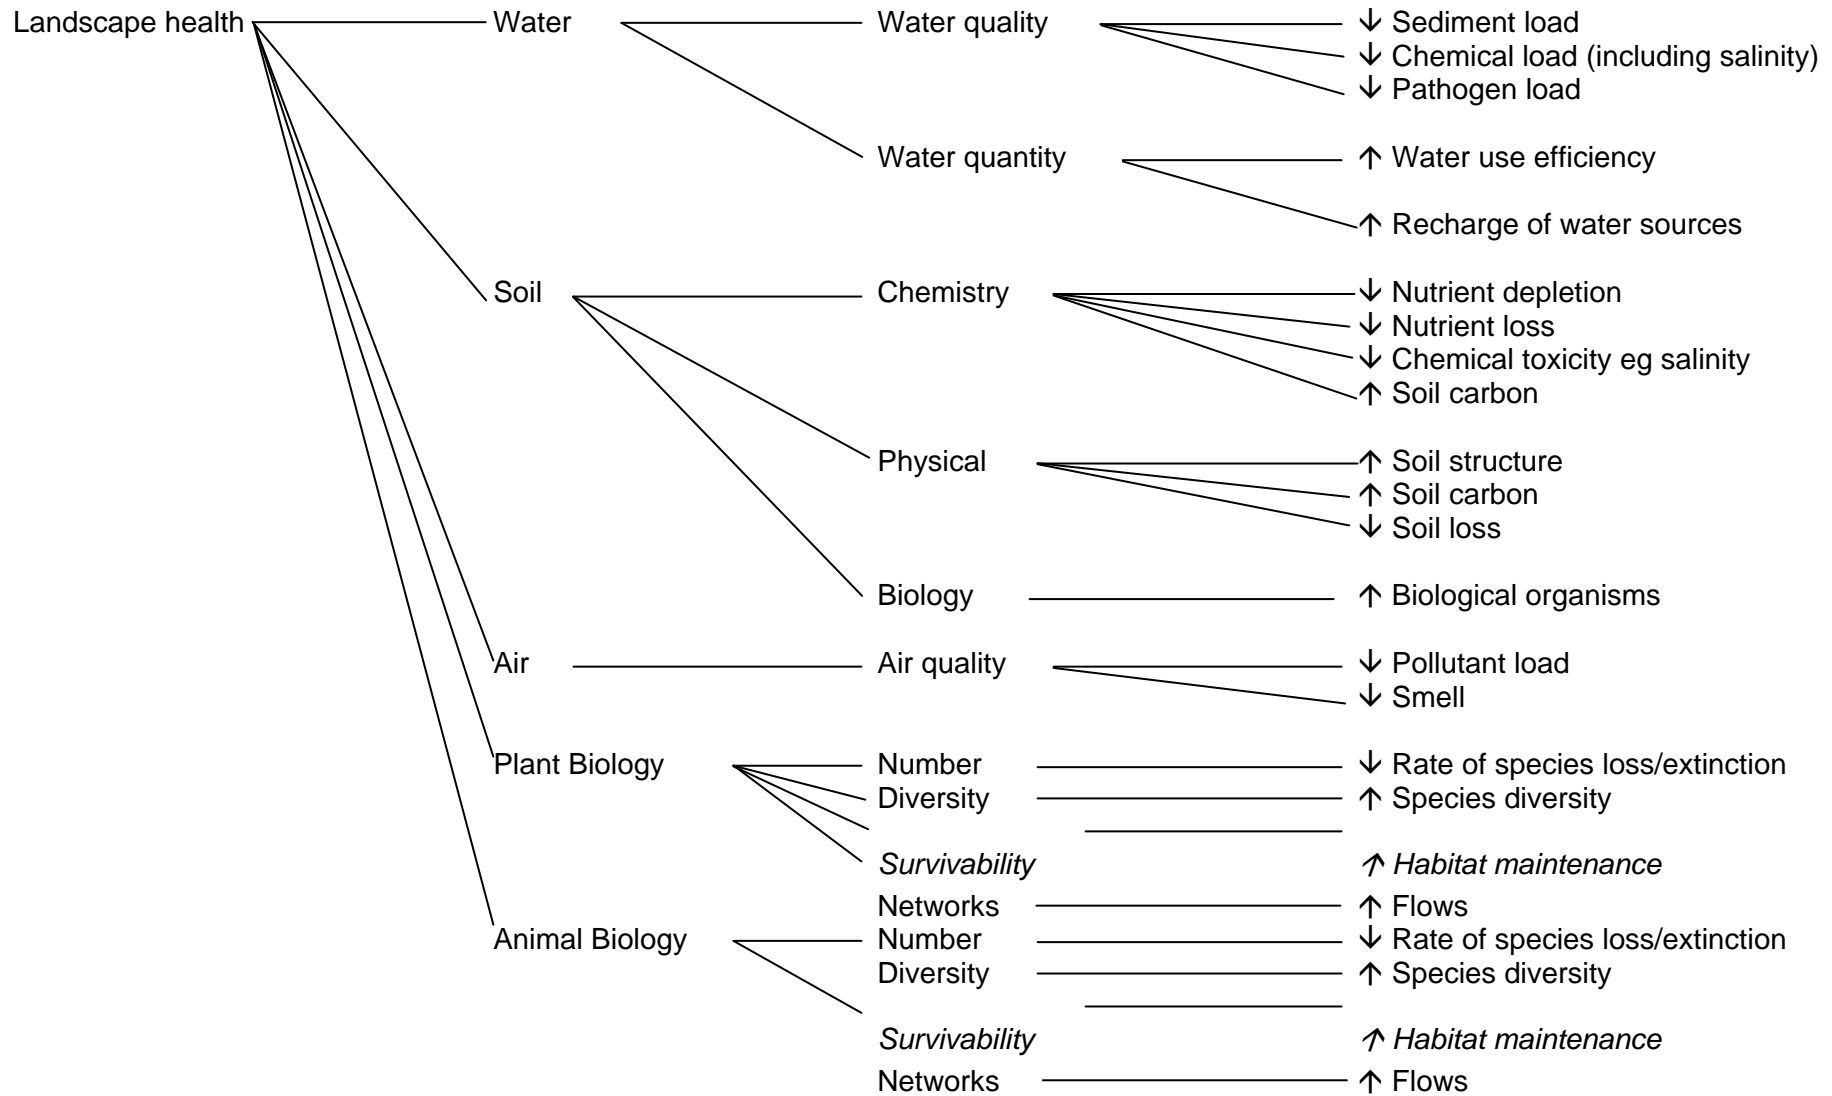 Landscape health Water Water quality ↓ Sediment load
↓ Chemical load (including salinity)
↓ Pathogen load
Water quantity ↑ Water use efficiency
↑ Recharge of water sources
Soil Chemistry ↓ Nutrient depletion
↓ Nutrient loss
↓ Chemical toxicity eg salinity
↑ Soil carbon
Physical ↑ Soil structure
↑ Soil carbon
↓ Soil loss
Biology ↑ Biological organisms
Air Air quality ↓ Pollutant load
↓ Smell
Plant Biology Number ↓ Rate of species loss/extinction
Diversity ↑ Species diversity
Survivability ↑ Habitat maintenance
Networks ↑ Flows
Animal Biology Number ↓ Rate of species loss/extinction
Diversity ↑ Species diversity
Survivability ↑ Habitat maintenance
Networks ↑ Flows